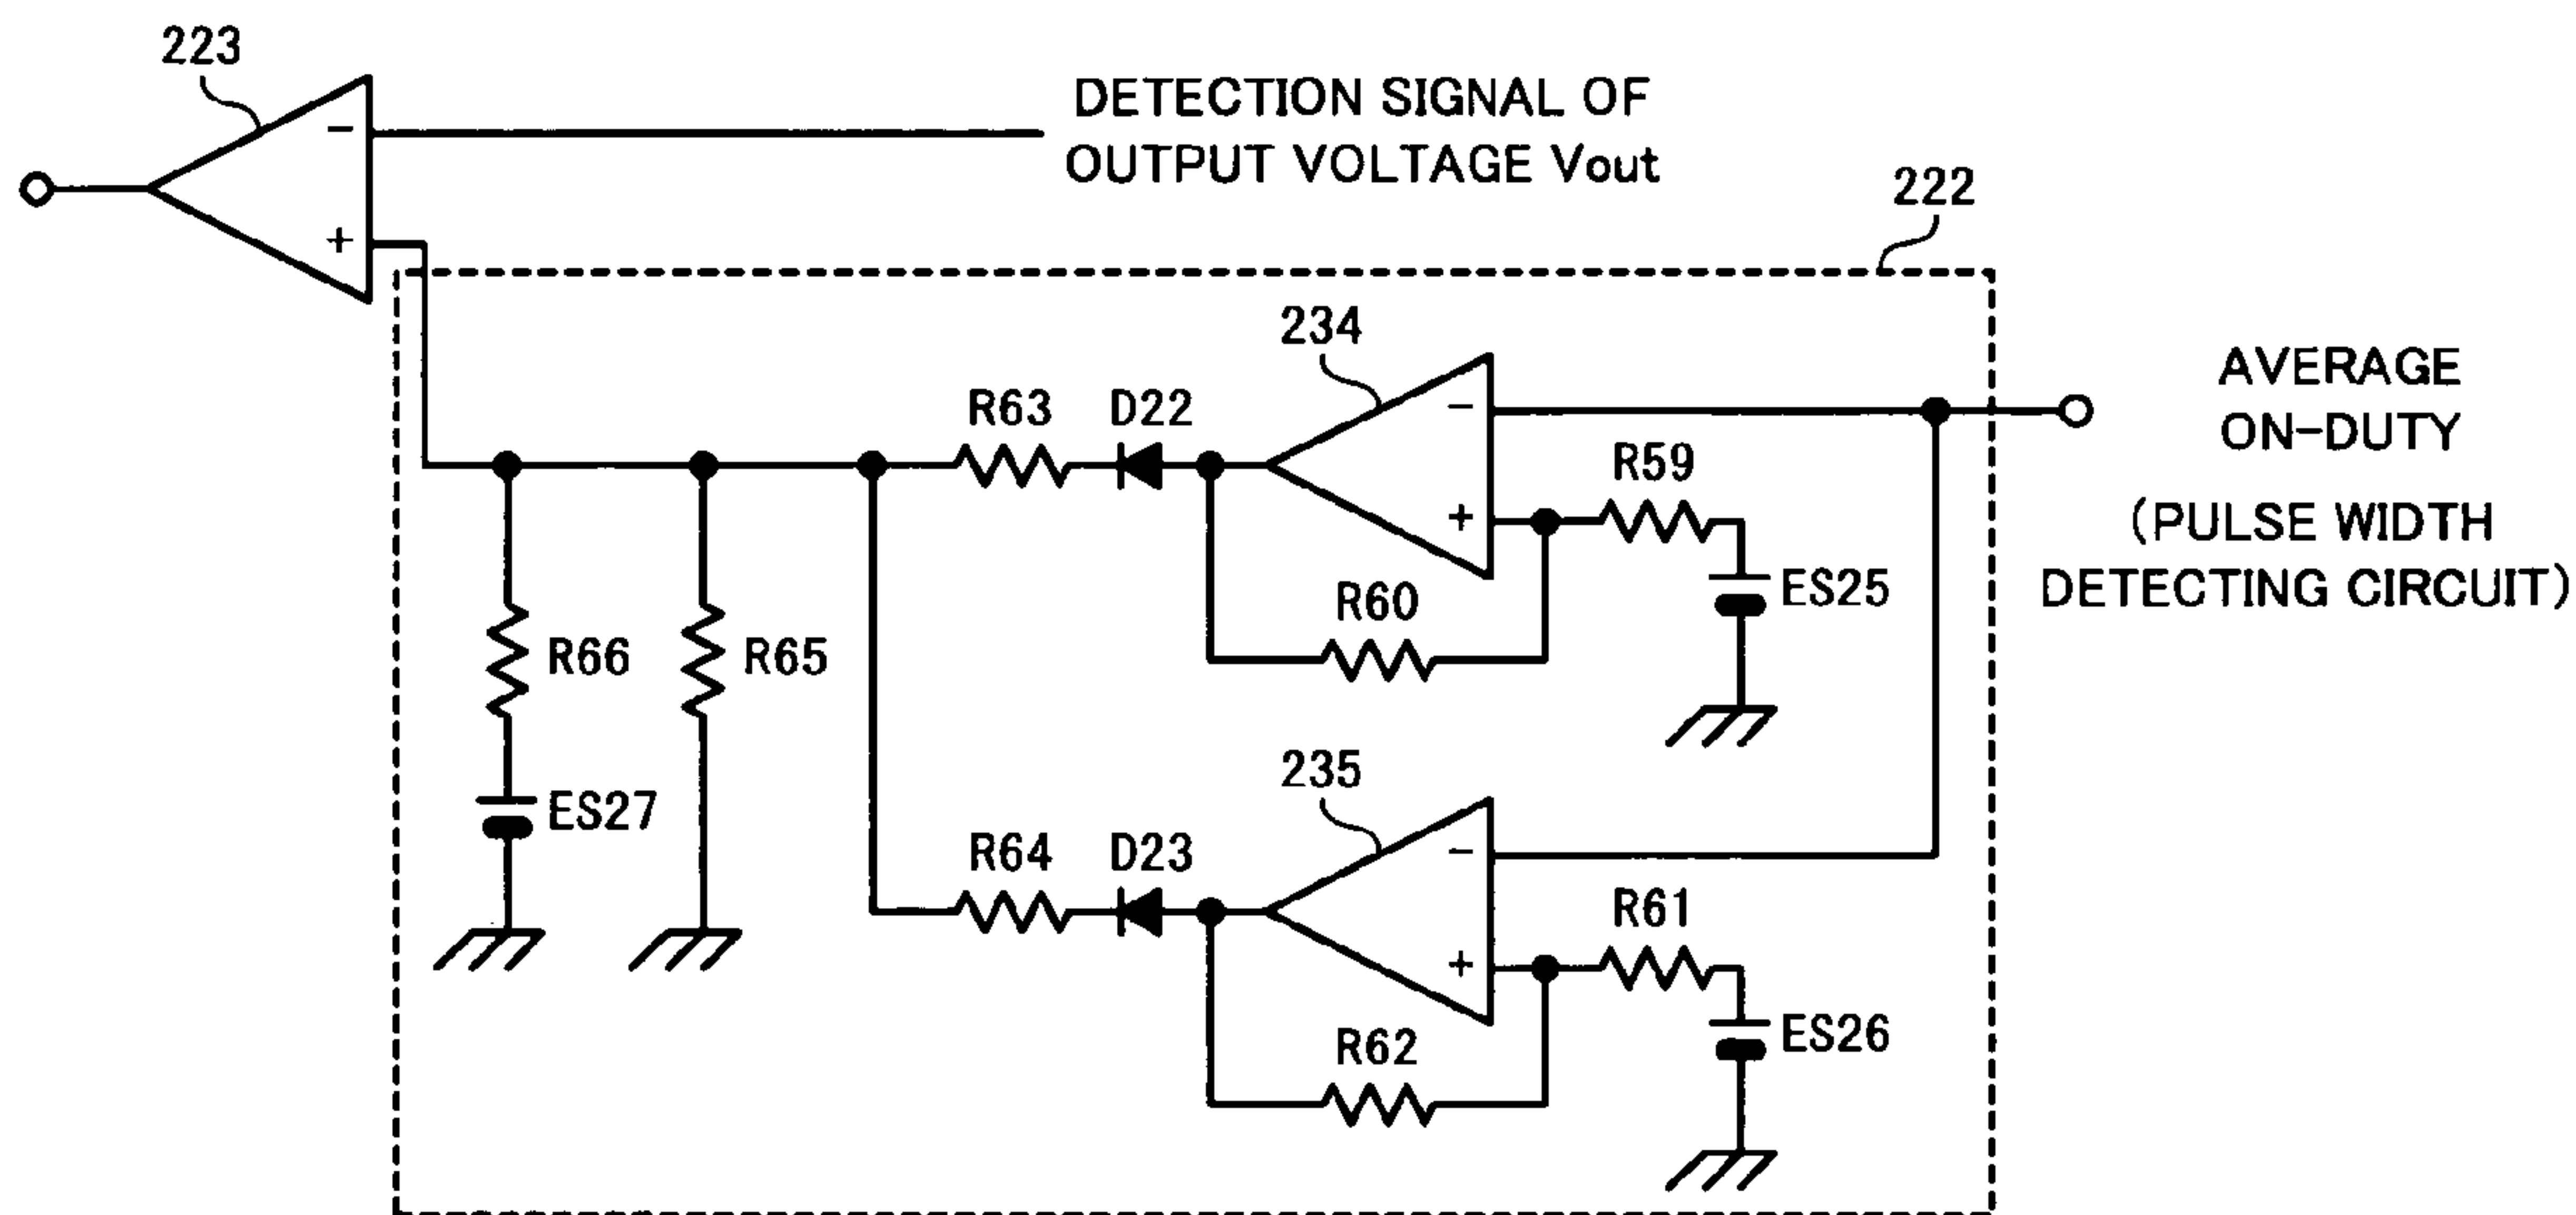 223
−
+
DETECTION SIGNAL OF
OUTPUT VOLTAGE Vout
222
234
−
+
R63
D22
R59
ES25
R60
AVERAGE
ON-DUTY
(PULSE WIDTH
DETECTING CIRCUIT)
R66
R65
ES27
235
−
+
R64
D23
R61
ES26
R62